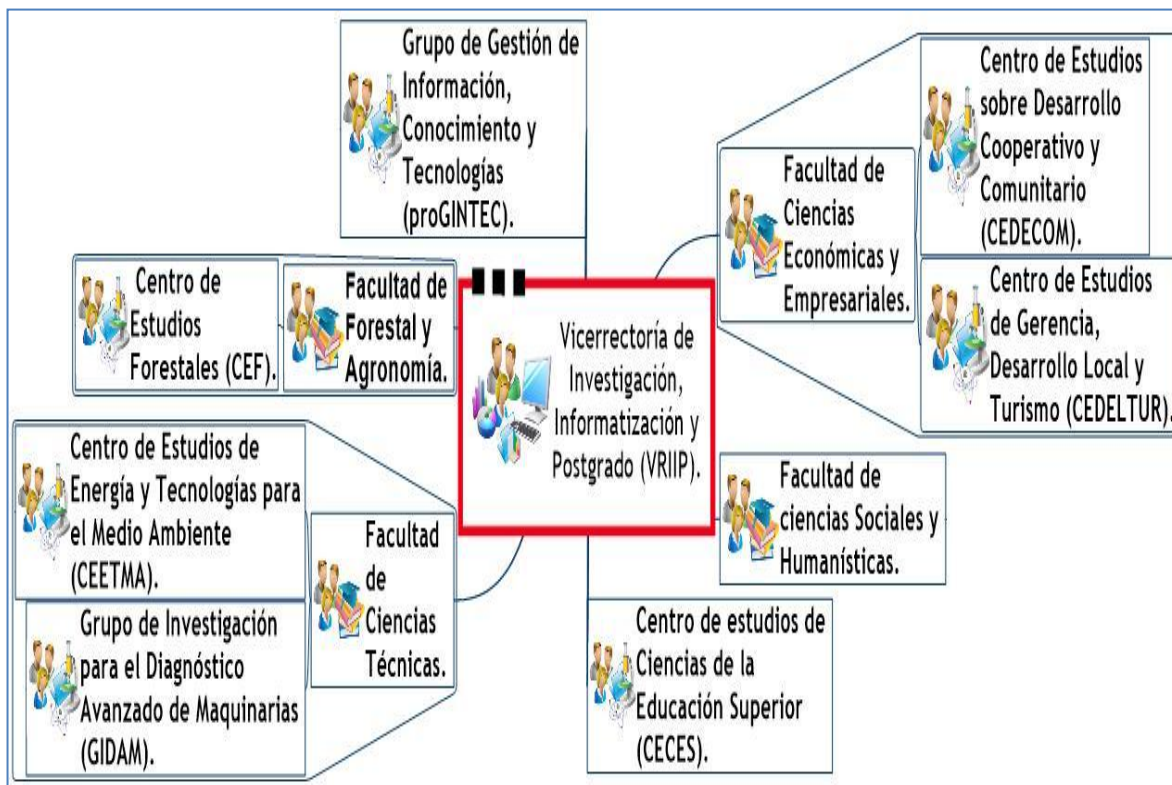 Grupo de Gestión de
Información,
Conocimiento y
Tecnologías
(proGINTEC).
Centro de
Estudios
Forestales (CEF).
Facultad de
Forestal y
Agronomía.
Centro de Estudios de
Energía y Tecnologías para
el Medio Ambiente
(CEETMA).
Grupo de Investigación
para el Diagnóstico
Avanzado de Maquinarias
(GIDAM).
Facultad
de
Ciencias
Técnicas.
Vicerrectoría de
Investigación,
Informatización y
Postgrado (VRIIP).
Facultad de
Ciencias
Económicas y
Empresariales.
Centro de Estudios
sobre Desarrollo
Cooperativo y
Comunitario
(CEDECOM).
Centro de Estudios
de Gerencia,
Desarrollo Local y
Turismo (CEDELTUR).
Facultad de
ciencias Sociales y
Humanísticas.
Centro de estudios de
Ciencias de la
Educación Superior
(CECES).